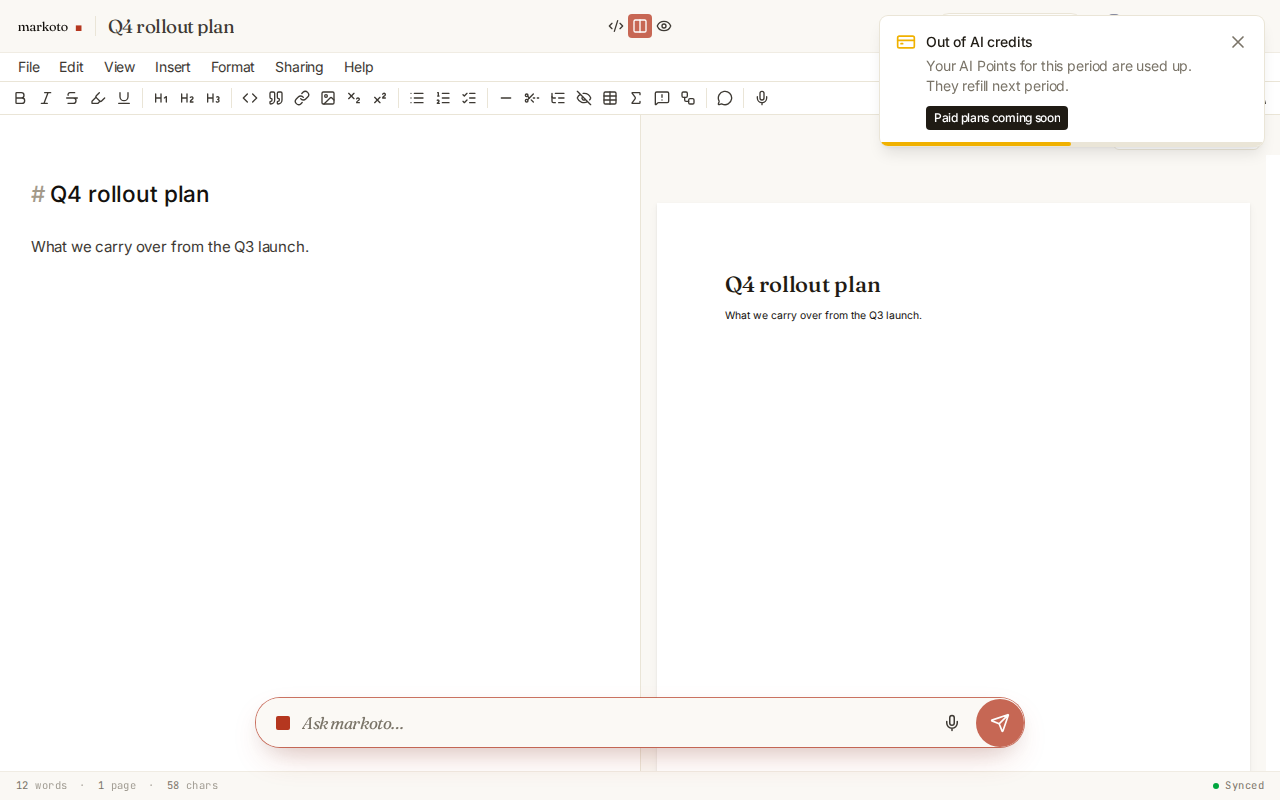 markoto
Q4 rollout plan
Out of AI credits
Your AI Points for this period are used up.
They refill next period.
Paid plans coming soon
File Edit View Insert Format Sharing Help
H1 H2 H3
# Q4 rollout plan
What we carry over from the Q3 launch.
Q4 rollout plan
What we carry over from the Q3 launch.
Ask markoto...
12 words · 1 page · 58 chars
Synced